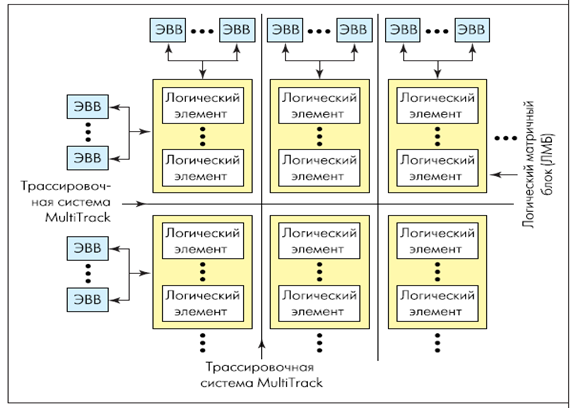 ЭВВ ЭВВ ЭВВ ЭВВ ЭВВ ЭВВ
ЭВВ
ЭВВ
Логический
элемент
Логический
элемент
Логический
элемент
Логический
элемент
Логический
элемент
Логический
элемент
Логический матричный
блок (ЛМБ)
Трассировоч-
ная система
MultiTrack
ЭВВ
ЭВВ
Логический
элемент
Логический
элемент
Логический
элемент
Логический
элемент
Логический
элемент
Логический
элемент
Трассировочная
система MultiTrack